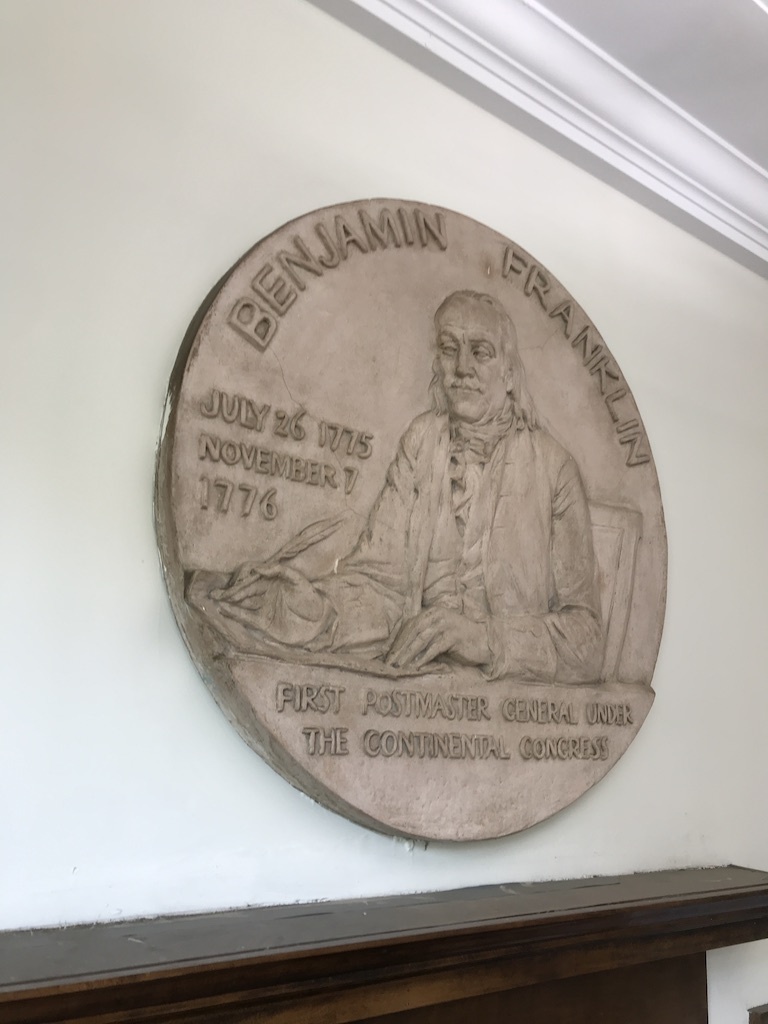 BENJAMIN FRANKLIN
JULY 26 1775
NOVEMBER 7
1776
FIRST POSTMASTER GENERAL UNDER
THE CONTINENTAL CONGRESS